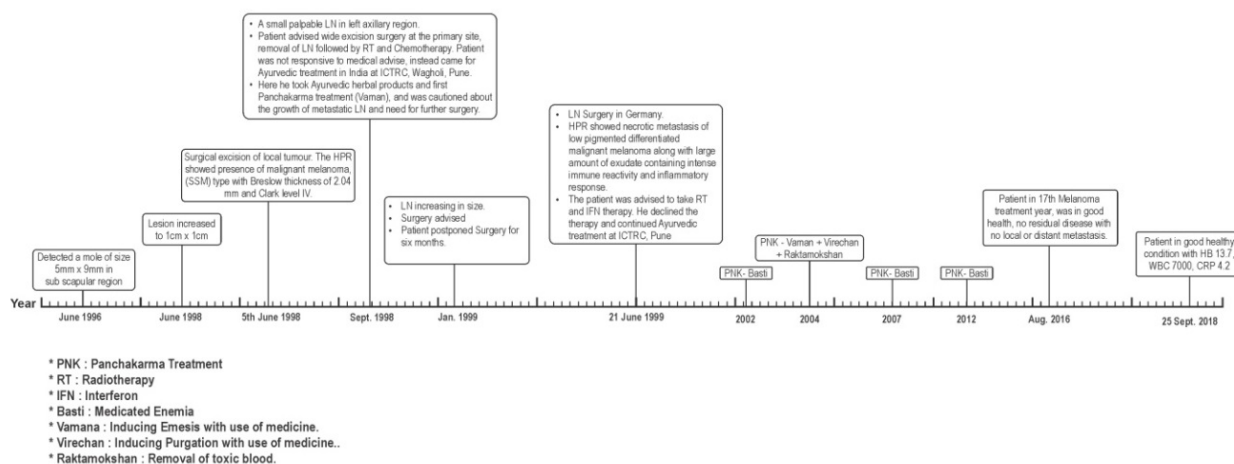 • A small palpable LN in left axillary region.
• Patient advised wide excision surgery at the primary site,
removal of LN followed by RT and Chemotherapy. Patient
was not responsive to medical advise, instead came for
Ayurvedic treatment in India at ICTRC, Wagholi, Pune.
• Here he took Ayurvedic herbal products and first
Panchakarma treatment (Vaman), and was cautioned about
the growth of metastatic LN and need for further surgery.
Surgical excision of local tumour. The HPR
showed presence of malignant melanoma,
(SSM) type with Breslow thickness of 2.04
mm and Clark level IV.
• LN Surgery in Germany.
• HPR showed necrotic metastasis of
low pigmented differentiated
malignant melanoma along with large
amount of exudate containing intense
immune reactivity and inflammatory
response.
• The patient was advised to take RT
and IFN therapy. He declined the
therapy and continued Ayurvedic
treatment at ICTRC, Pune
Lesion increased
to 1cm x 1cm
• LN increasing in size.
• Surgery advised
• Patient postponed Surgery for
six months.
Patient in 17th Melanoma
treatment year, was in good
health, no residual disease with
no local or distant metastasis.
Detected a mole of size
5mm x 9mm in
sub scapular region
PNK - Vaman + Virechan
+ Raktamokshan
Patient in good healthy
condition with HB 13.7,
WBC 7000, CRP 4.2
PNK- Basti
PNK- Basti
PNK- Basti
Year
June 1996
June 1998
5th June 1998
Sept. 1998
Jan. 1999
21 June 1999
2002
2004
2007
2012
Aug. 2016
25 Sept. 2018
* PNK : Panchakarma Treatment
* RT : Radiotherapy
* IFN : Interferon
* Basti : Medicated Enemia
* Vamana : Inducing Emesis with use of medicine.
* Virechan : Inducing Purgation with use of medicine..
* Raktamokshan : Removal of toxic blood.